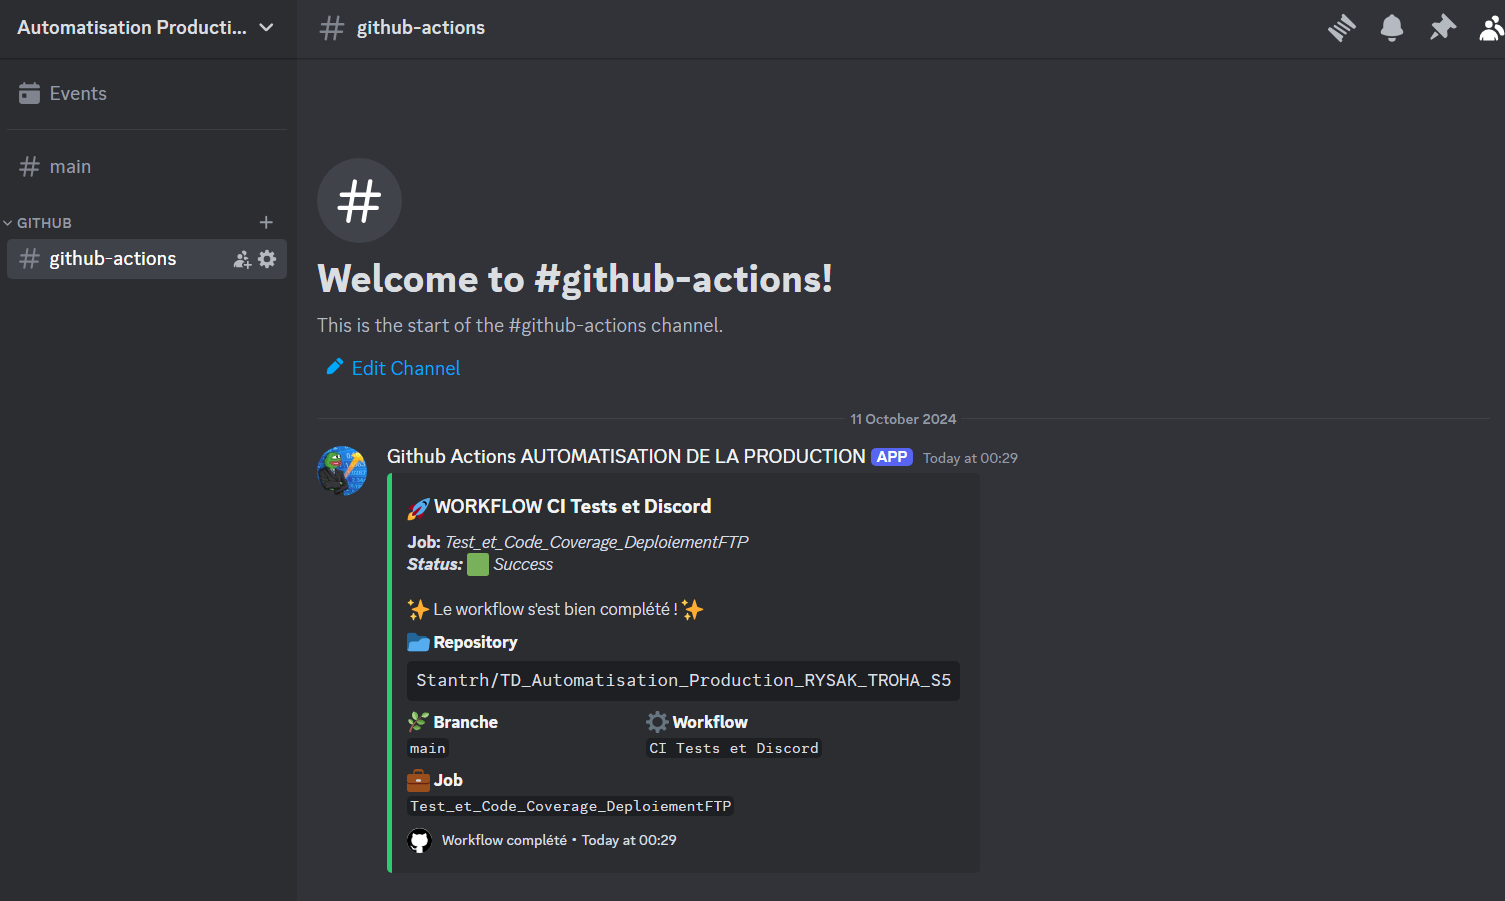 Automatisation Producti...
Events
main
GITHUB
github-actions
github-actions
Welcome to #github-actions!
This is the start of the #github-actions channel.
Edit Channel
11 October 2024
Github Actions AUTOMATISATION DE LA PRODUCTION APP Today at 00:29
🚀 WORKFLOW CI Tests et Discord
Job: Test_et_Code_Coverage_DeploiementFTP
Status: 🟩 Success
✨ Le workflow s'est bien complété ! ✨
📂 Repository
Stantrh/TD_Automatisation_Production_RYSAK_TROHA_S5
🌿 Branche ⚙️ Workflow
main CI Tests et Discord
💼 Job
Test_et_Code_Coverage_DeploiementFTP
Workflow complété • Today at 00:29